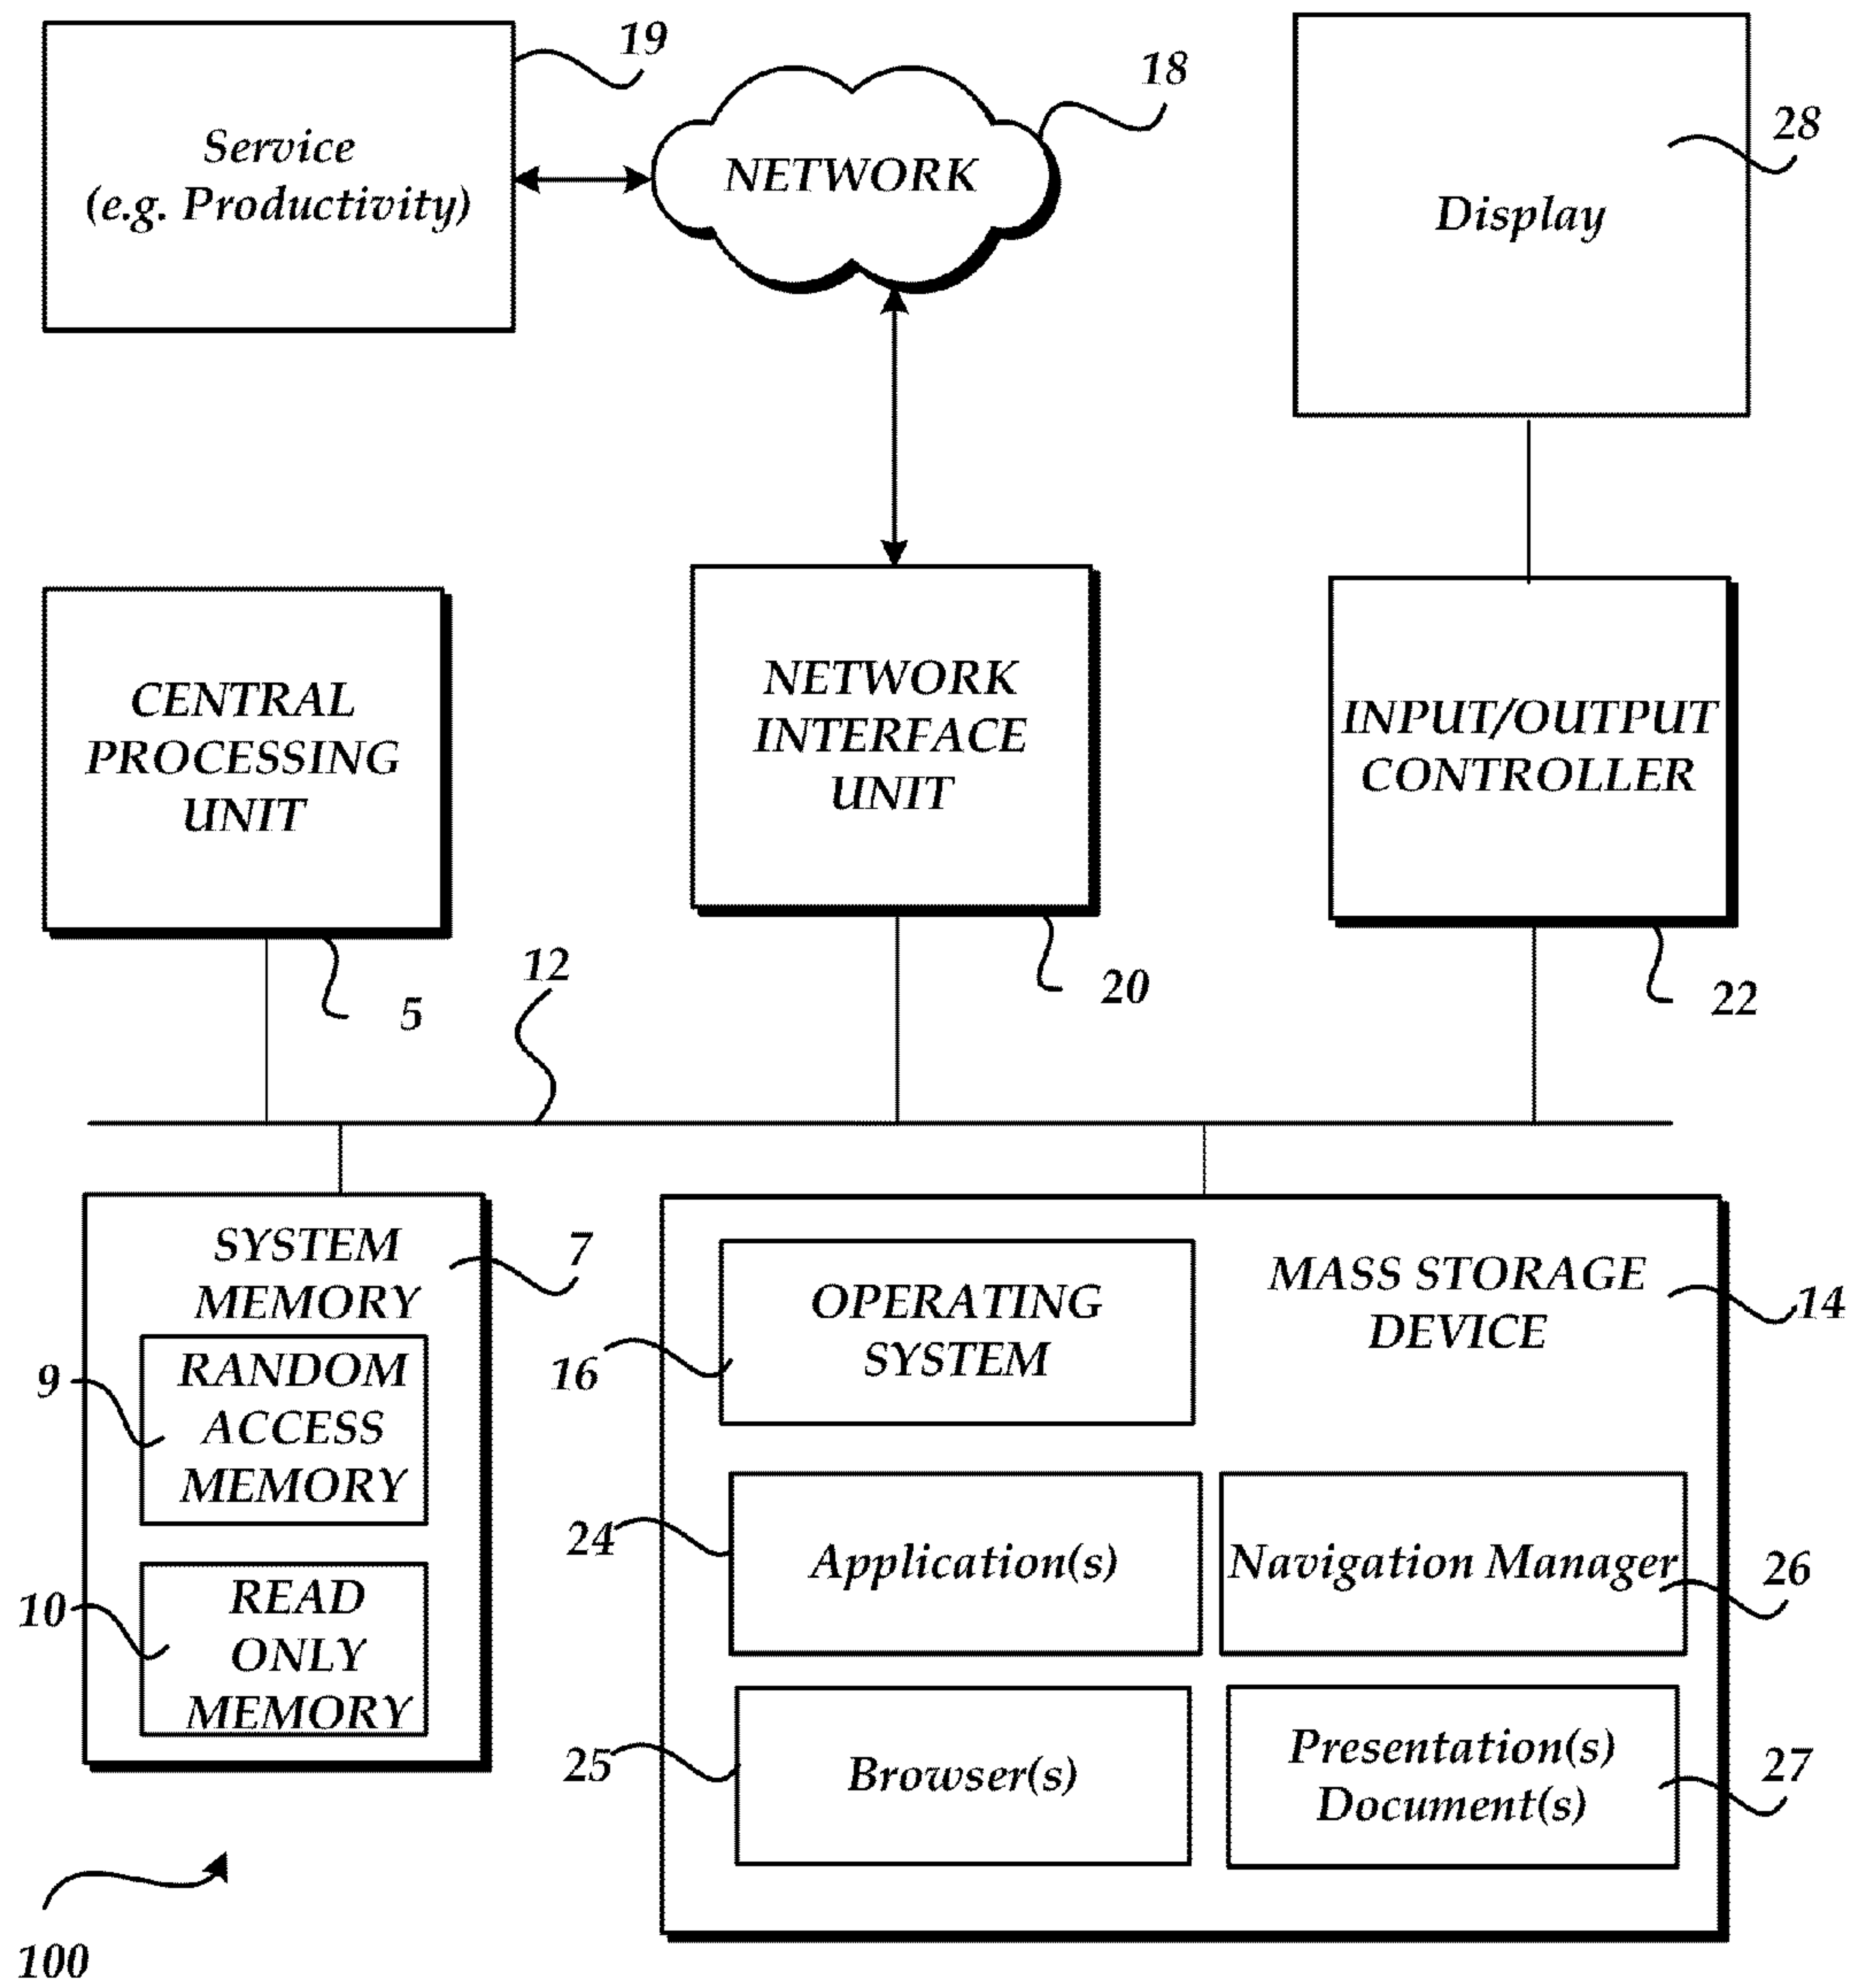 19
Service
(e.g. Productivity)
18
NETWORK
28
Display
CENTRAL
PROCESSING
UNIT
5
NETWORK
INTERFACE
UNIT
20
INPUT/OUTPUT
CONTROLLER
22
12
SYSTEM
MEMORY
7
RANDOM
ACCESS
MEMORY
9
READ
ONLY
MEMORY
10
OPERATING
SYSTEM
16
MASS STORAGE
DEVICE
14
24
Application(s)
Navigation Manager
26
25
Browser(s)
Presentation(s)
Document(s)
27
100